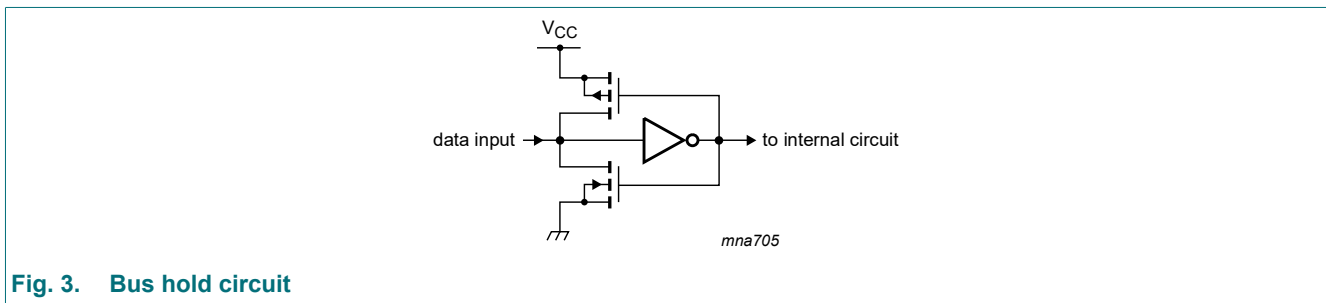 VCC
data input
to internal circuit
mna705
Fig. 3. Bus hold circuit